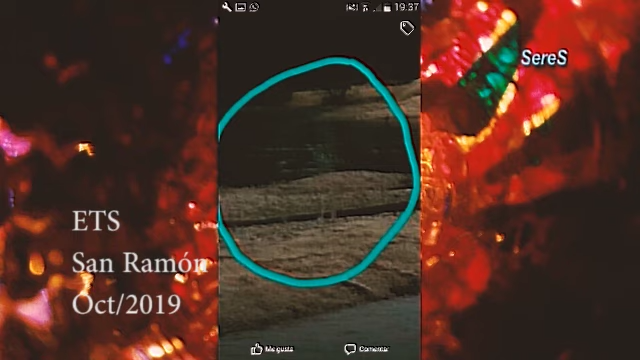 19:37
SereS
ETS
San Ramón
Oct/2019
Me gusta
Comentar